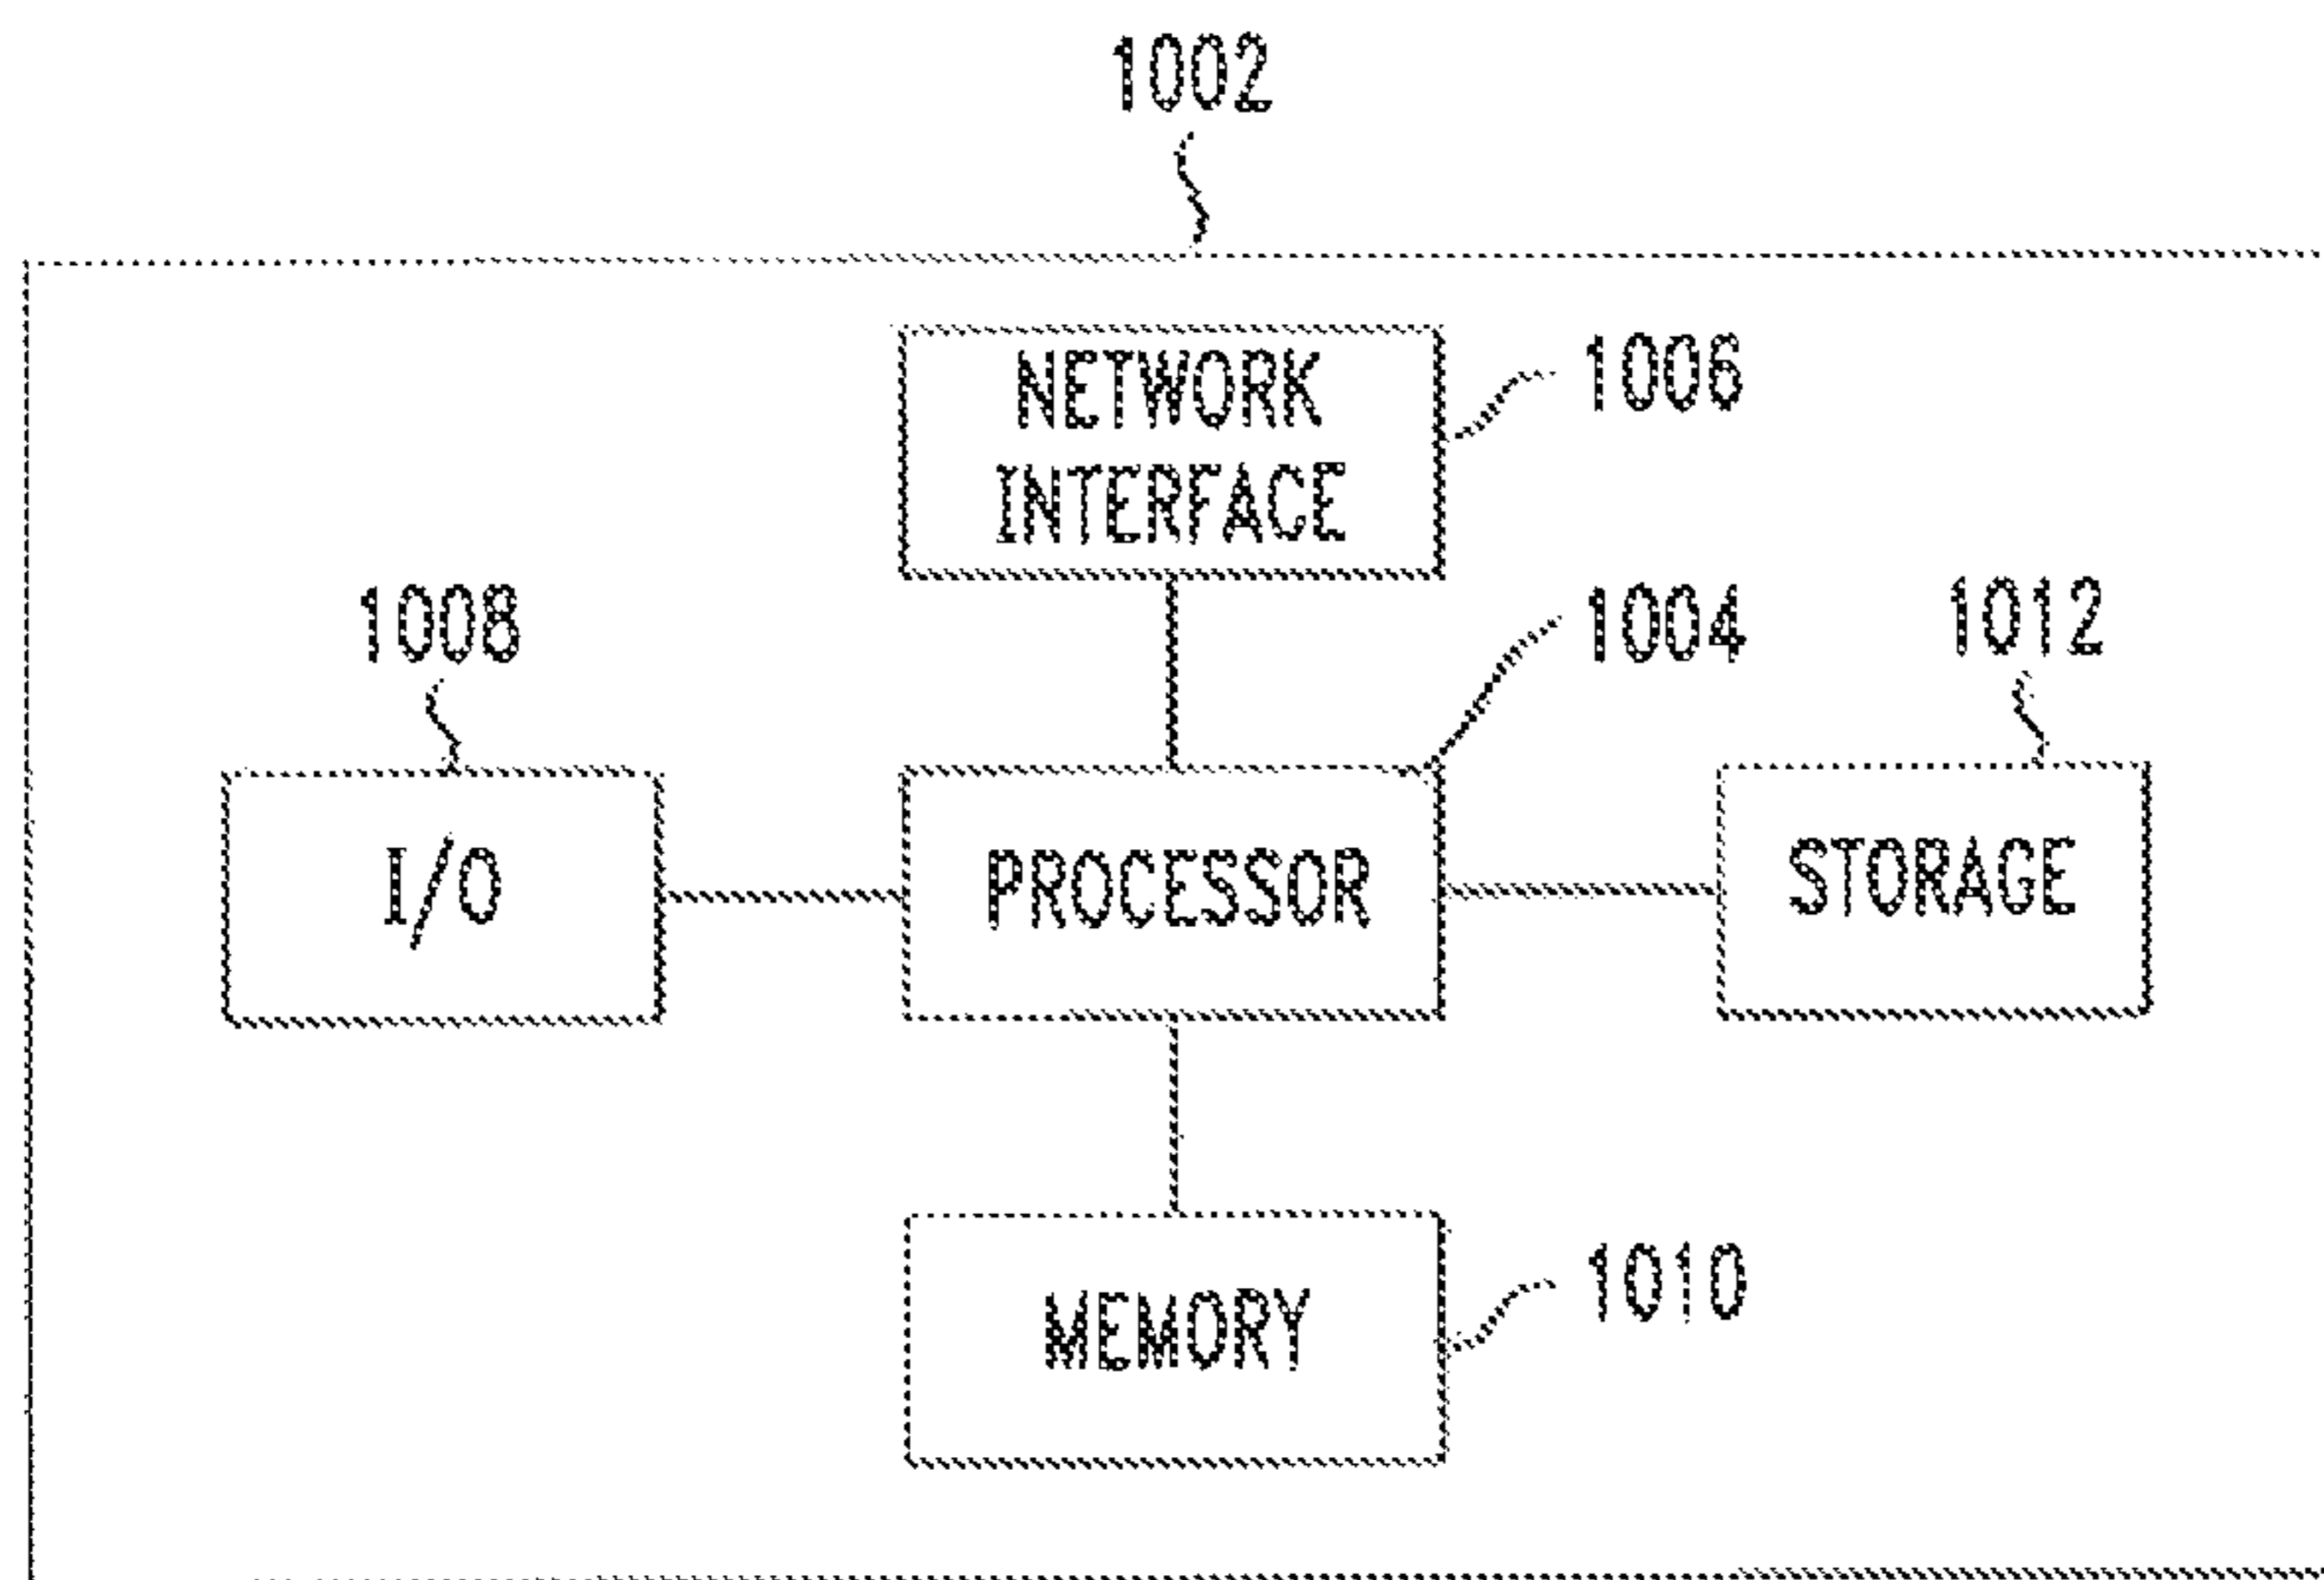 1002
NETWORK
INTERFACE
1006
1008
1004
1012
I/O
PROCESSOR
STORAGE
MEMORY
1010